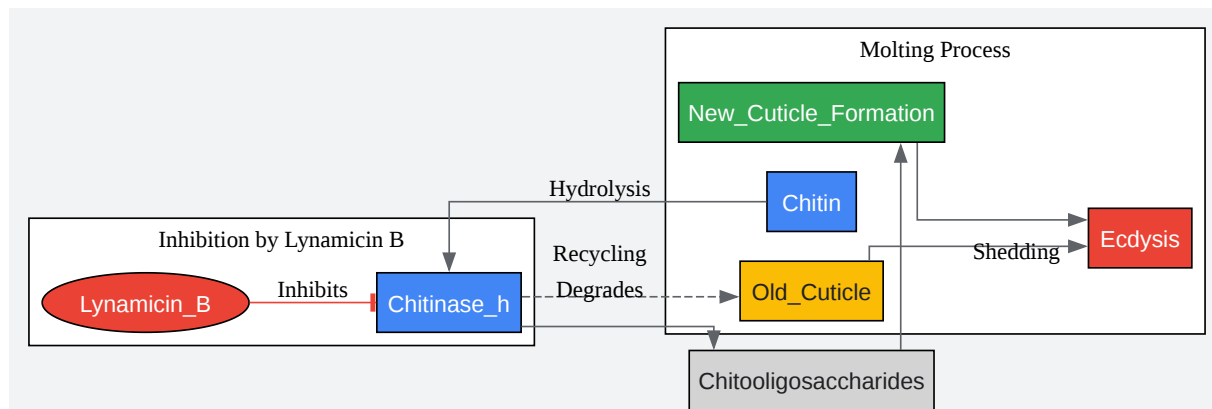 Molting Process
New_Cuticle_Formation
Hydrolysis
Chitin
Inhibition by Lynamicin B
Recycling
Shedding
Ecdysis
Lynamicin_B
Inhibits
Chitinase_h
Degrades
Old_Cuticle
Chitooligosaccharides